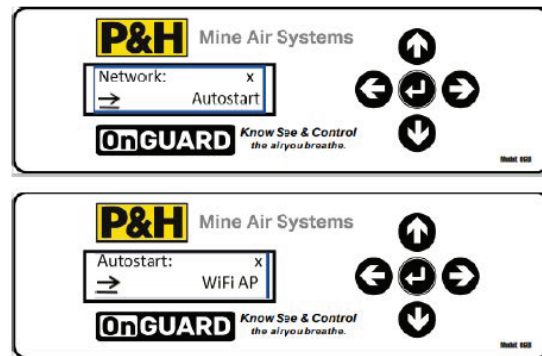 P&H Mine Air Systems
Network: x
→ Autostart
OnGUARD Know See & Control
the air you breathe.
P&H Mine Air Systems
Autostart: x
→ WiFi AP
OnGUARD Know See & Control
the air you breathe.